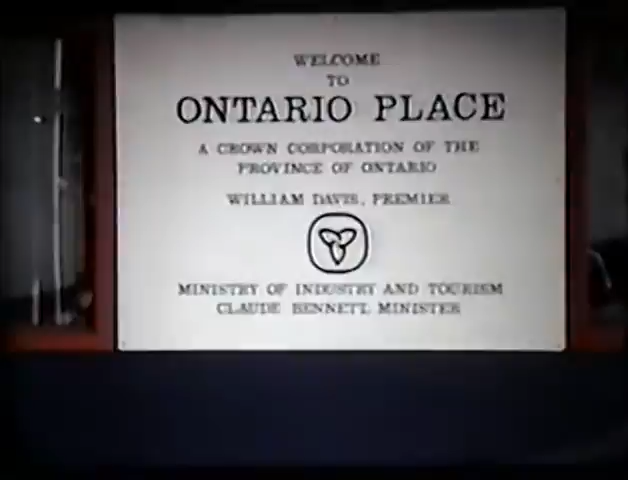 WELCOME
TO
ONTARIO PLACE
A CROWN CORPORATION OF THE
PROVINCE OF ONTARIO
WILLIAM DAVIS, PREMIER
MINISTRY OF INDUSTRY AND TOURISM
CLAUDE BENNETT, MINISTER